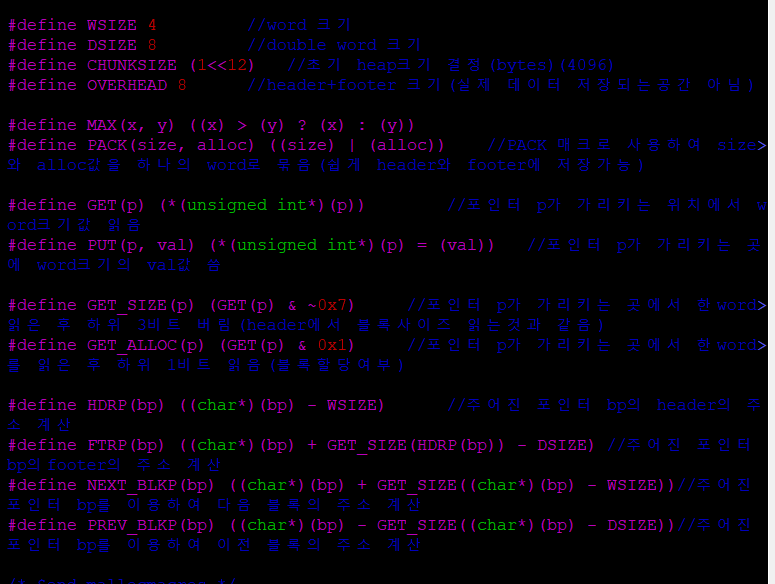 #define WSIZE 4 //word 크기
#define DSIZE 8 //double word 크기
#define CHUNKSIZE (1<<12) //초기 heap크기 결정(bytes)(4096)
#define OVERHEAD 8 //header+footer 크기(실제 데이터 저장되는공간 아님)
#define MAX(x, y) ((x) > (y) ? (x) : (y))
#define PACK(size, alloc) ((size) | (alloc)) //PACK 매크로 사용하여 size>
와 alloc값을 하나의 word로 묶음(쉽게 header와 footer에 저장가능)
#define GET(p) (*(unsigned int*)(p)) //포인터 p가 가리키는 위치에서 w
ord크기값 읽음
#define PUT(p, val) (*(unsigned int*)(p) = (val)) //포인터 p가 가리키는 곳
에 word크기의 val값 씀
#define GET_SIZE(p) (GET(p) & ~0x7) //포인터 p가 가리키는 곳에서 한word>
읽은 후 하위 3비트 버림(header에서 블록사이즈 읽는것과 같음)
#define GET_ALLOC(p) (GET(p) & 0x1) //포인터 p가 가리키는 곳에서 한word>
를 읽은 후 하위 1비트 읽음(블록할당여부)
#define HDRP(bp) ((char*)(bp) - WSIZE) //주어진 포인터 bp의 header의 주
소 계산
#define FTRP(bp) ((char*)(bp) + GET_SIZE(HDRP(bp)) - DSIZE) //주어진 포인터
bp의footer의 주소 계산
#define NEXT_BLKP(bp) ((char*)(bp) + GET_SIZE((char*)(bp) - WSIZE))//주어진
포인터 bp를 이용하여 다음 블록의 주소 계산
#define PREV_BLKP(bp) ((char*)(bp) - GET_SIZE((char*)(bp) - DSIZE))//주어진
포인터 bp를 이용하여 이전 블록의 주소 계산